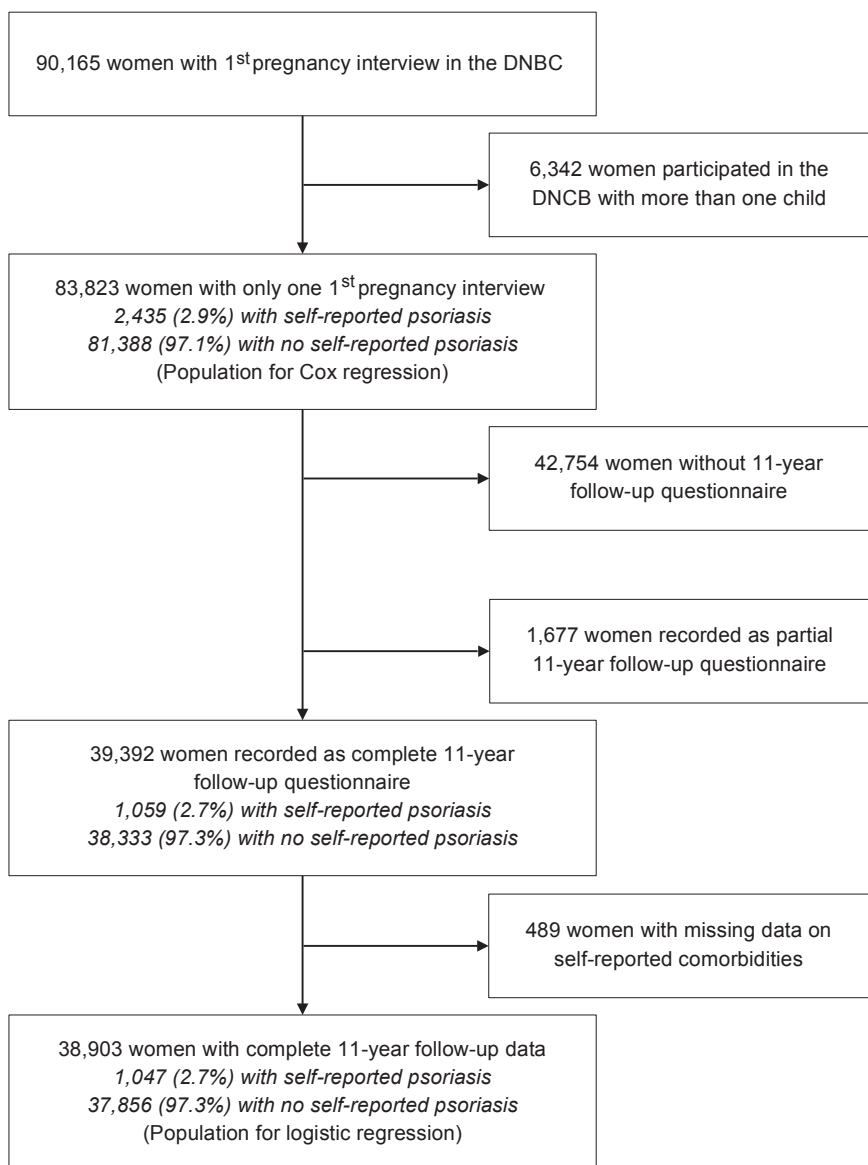 90,165 women with 1st pregnancy interview in the DNBC
6,342 women participated in the
DNCB with more than one child
83,823 women with only one 1st pregnancy interview
2,435 (2.9%) with self-reported psoriasis
81,388 (97.1%) with no self-reported psoriasis
(Population for Cox regression)
42,754 women without 11-year
follow-up questionnaire
1,677 women recorded as partial
11-year follow-up questionnaire
39,392 women recorded as complete 11-year
follow-up questionnaire
1,059 (2.7%) with self-reported psoriasis
38,333 (97.3%) with no self-reported psoriasis
489 women with missing data on
self-reported comorbidities
38,903 women with complete 11-year follow-up data
1,047 (2.7%) with self-reported psoriasis
37,856 (97.3%) with no self-reported psoriasis
(Population for logistic regression)